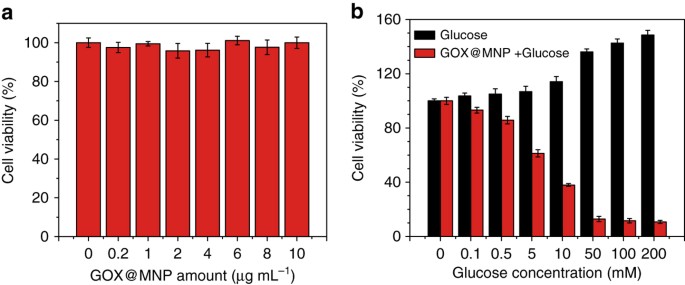 a
Cell viability (%)
120
100
80
60
40
20
0
0 0.2 1 2 4 6 8 10
GOX@MNP amount (μg mL⁻¹)
b
Cell viability (%)
160
120
80
40
0
Glucose
GOX@MNP +Glucose
0 0.1 0.5 5 10 50 100 200
Glucose concentration (mM)